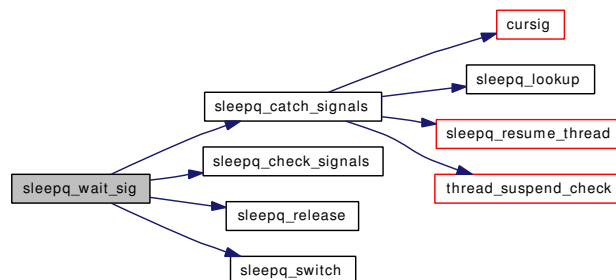 cursig
sleepq_lookup
sleepq_catch_signals
sleepq_resume_thread
sleepq_check_signals
sleepq_wait_sig
thread_suspend_check
sleepq_release
sleepq_switch